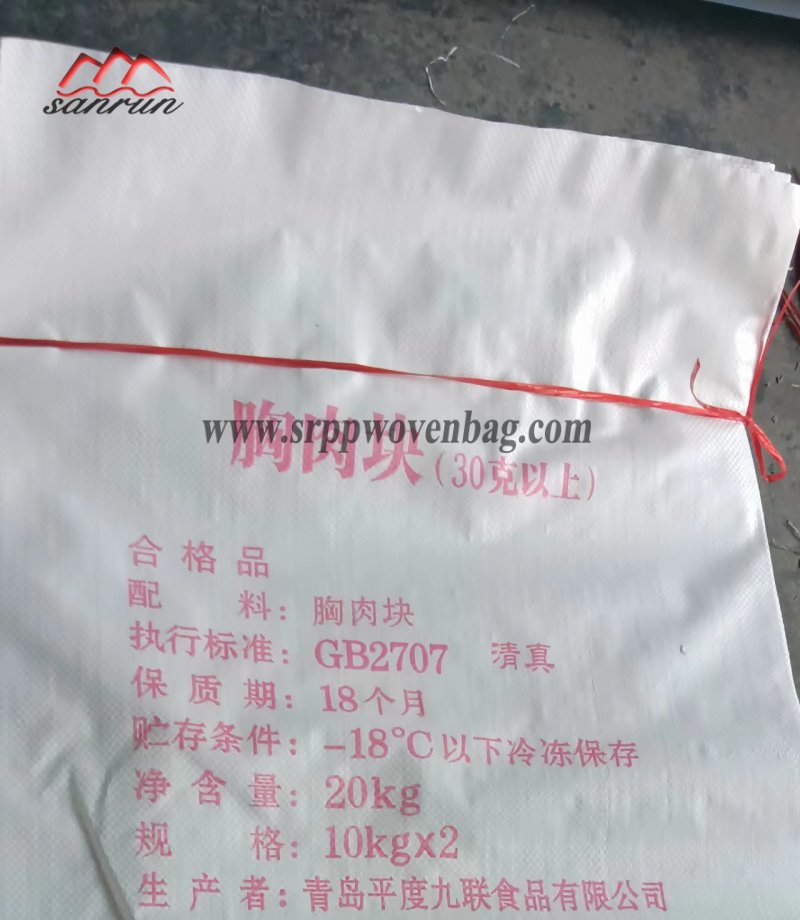 sanrun
www.srppwovenbag.com
胸肉块(30克以上)
合格品
配料：胸肉块
执行标准：GB2707 清真
保质期：18个月
贮存条件：-18℃以下冷冻保存
净含量：20kg
规格：10kgx2
生产者：青岛平度九联食品有限公司